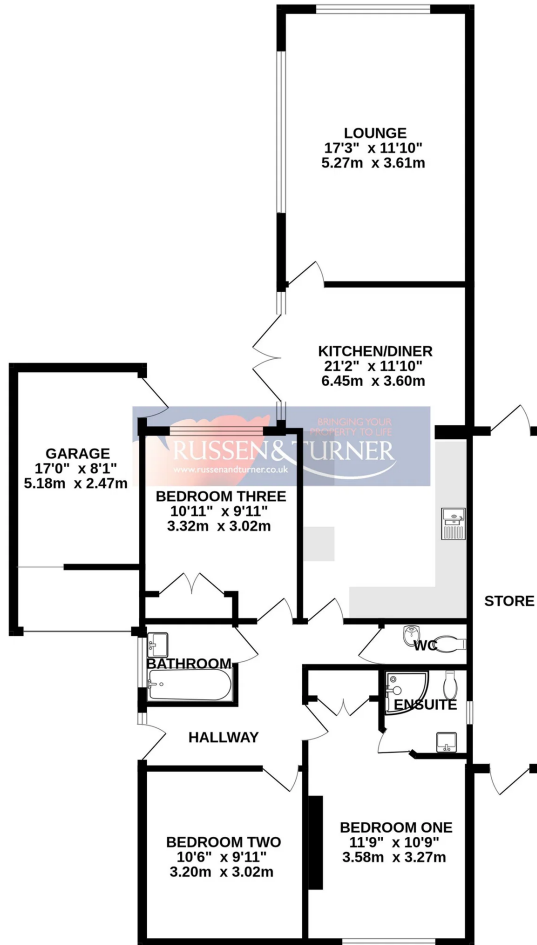 LOUNGE
17'3" x 11'10"
5.27m x 3.61m
KITCHEN/DINER
21'2" x 11'10"
6.45m x 3.60m
BRINGING YOUR
PROPERTY TO LIFE
RUSSEN & TURNER
www.russenandturner.co.uk
GARAGE
17'0" x 8'1"
5.18m x 2.47m
BEDROOM THREE
10'11" x 9'11"
3.32m x 3.02m
STORE
WC
BATHROOM
ENSUITE
HALLWAY
BEDROOM TWO
10'6" x 9'11"
3.20m x 3.02m
BEDROOM ONE
11'9" x 10'9"
3.58m x 3.27m